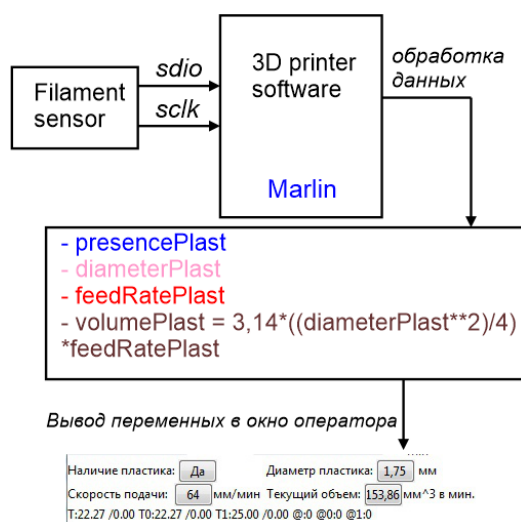 sdio
обработка
данных
Filament
sensor
sclk
3D printer
software
Marlin
- presencePlast
- diameterPlast
- feedRatePlast
- volumePlast = 3,14*((diameterPlast**2)/4)
*feedRatePlast
Вывод переменных в окно оператора
Наличие пластика: Да Диаметр пластика: 1,75 мм
Скорость подачи: 64 мм/мин Текущий объем: 153,86 мм^3 в мин.
T:22.27 /0.00 T0:22.27 /0.00 T1:25.00 /0.00 @:0 @0:0 @1:0